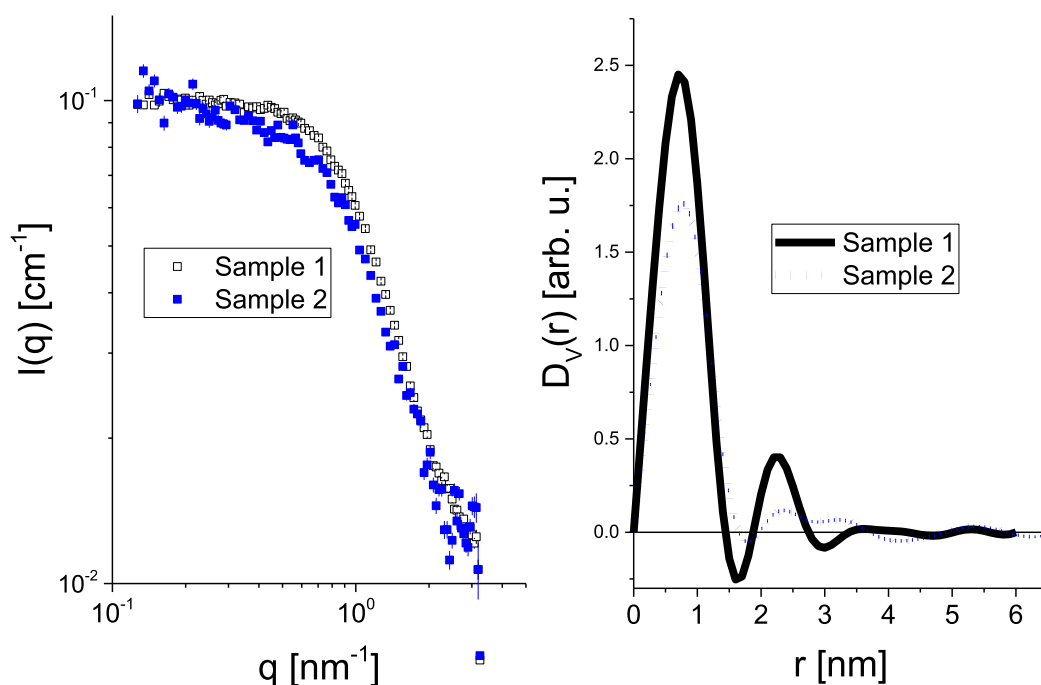 10⁻¹
10⁻²
I(q) [cm⁻¹]
Sample 1
Sample 2
10⁻¹
10⁰
q [nm⁻¹]
2.5
2.0
1.5
1.0
0.5
0.0
D_V(r) [arb. u.]
Sample 1
Sample 2
0 1 2 3 4 5 6
r [nm]